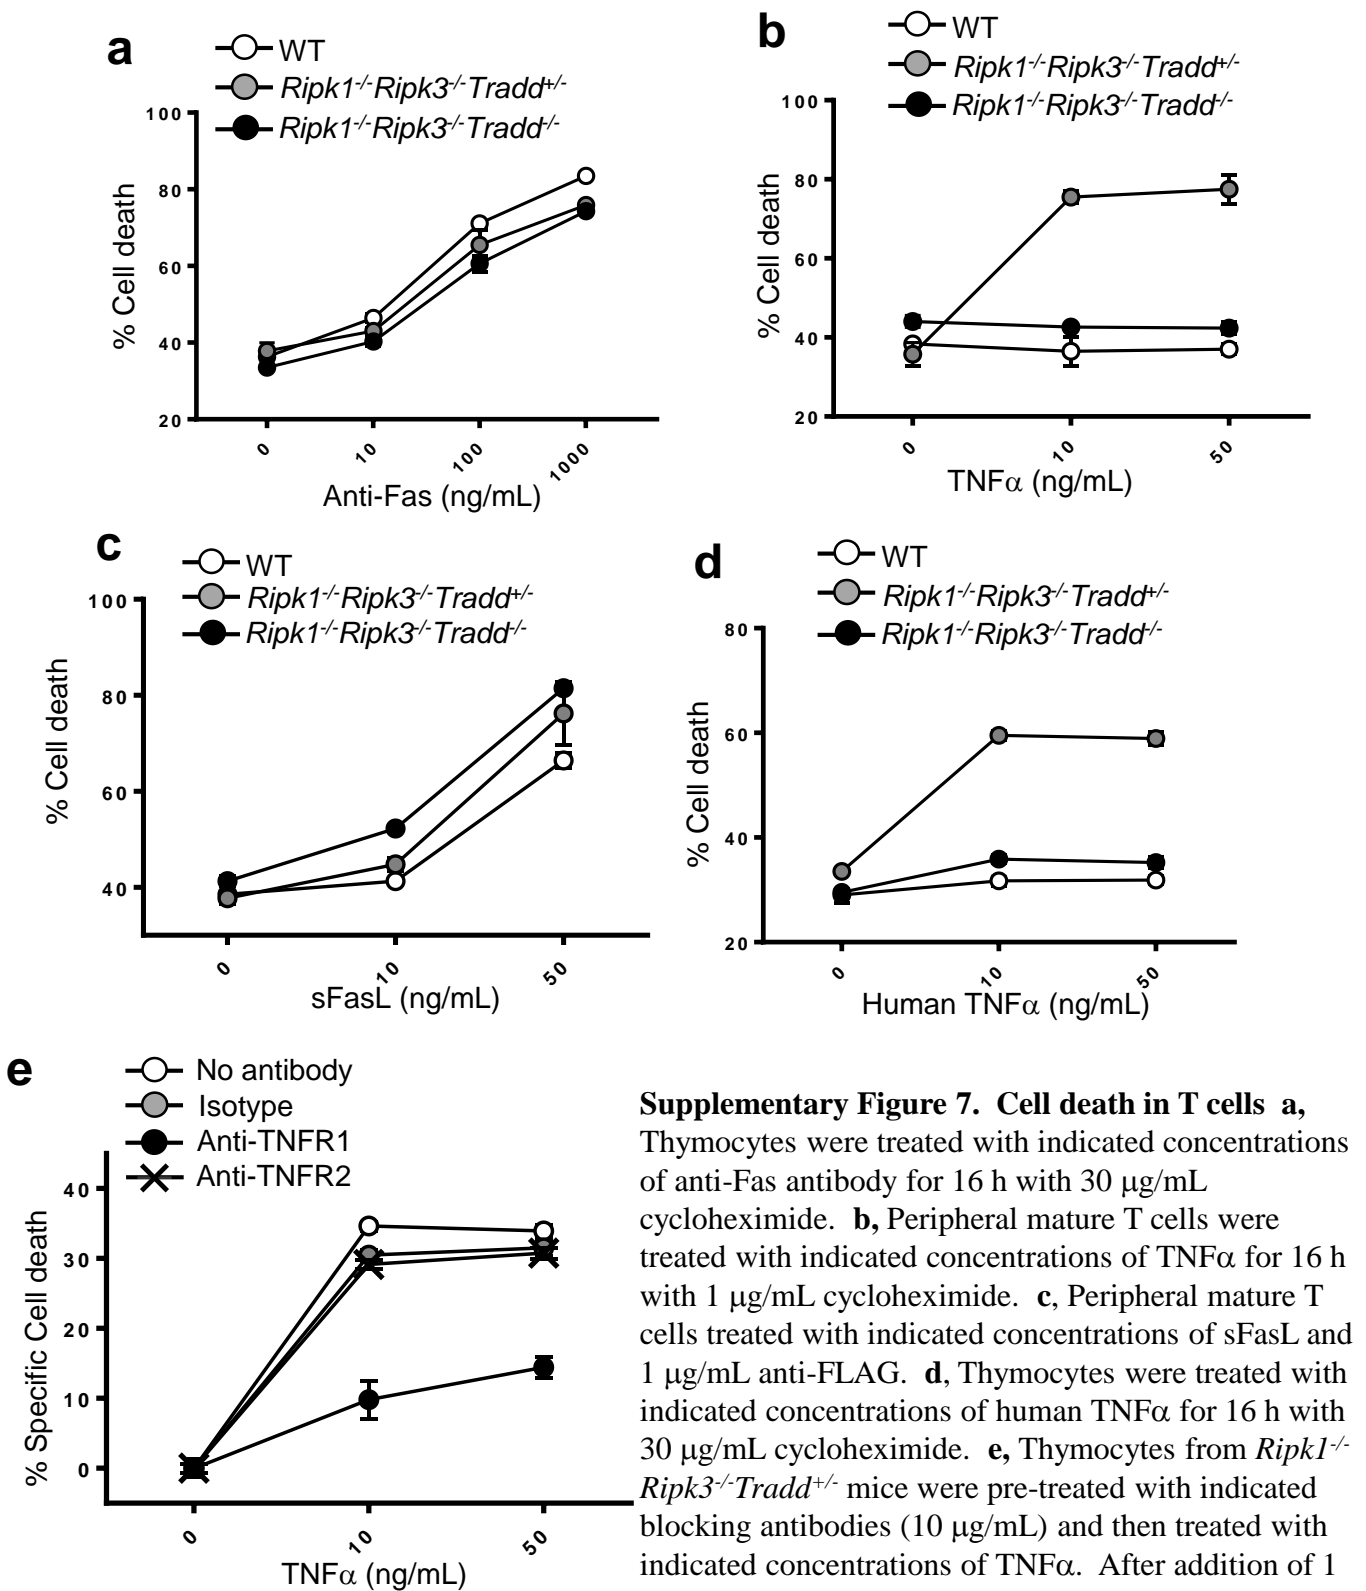 a
WT
Ripk1-/-Ripk3-/-Tradd+/-
Ripk1-/-Ripk3-/-Tradd-/-
100
80
60
40
20
% Cell death
0
10
100
1000
Anti-Fas (ng/mL)
b
WT
Ripk1-/-Ripk3-/-Tradd+/-
Ripk1-/-Ripk3-/-Tradd-/-
100
80
60
40
20
% Cell death
0
10
50
TNFα (ng/mL)
c
WT
Ripk1-/-Ripk3-/-Tradd+/-
Ripk1-/-Ripk3-/-Tradd-/-
100
80
60
40
% Cell death
0
10
50
sFasL (ng/mL)
d
WT
Ripk1-/-Ripk3-/-Tradd+/-
Ripk1-/-Ripk3-/-Tradd-/-
80
60
40
20
% Cell death
0
10
50
Human TNFα (ng/mL)
e
No antibody
Isotype
Anti-TNFR1
Anti-TNFR2
40
30
20
10
0
% Specific Cell death
0
10
50
TNFα (ng/mL)
Supplementary Figure 7. Cell death in T cells a,
Thymocytes were treated with indicated concentrations
of anti-Fas antibody for 16 h with 30 μg/mL
cycloheximide. b, Peripheral mature T cells were
treated with indicated concentrations of TNFα for 16 h
with 1 μg/mL cycloheximide. c, Peripheral mature T
cells treated with indicated concentrations of sFasL and
1 μg/mL anti-FLAG. d, Thymocytes were treated with
indicated concentrations of human TNFα for 16 h with
30 μg/mL cycloheximide. e, Thymocytes from Ripk1-/-
Ripk3-/-Tradd+/- mice were pre-treated with indicated
blocking antibodies (10 μg/mL) and then treated with
indicated concentrations of TNFα. After addition of 1